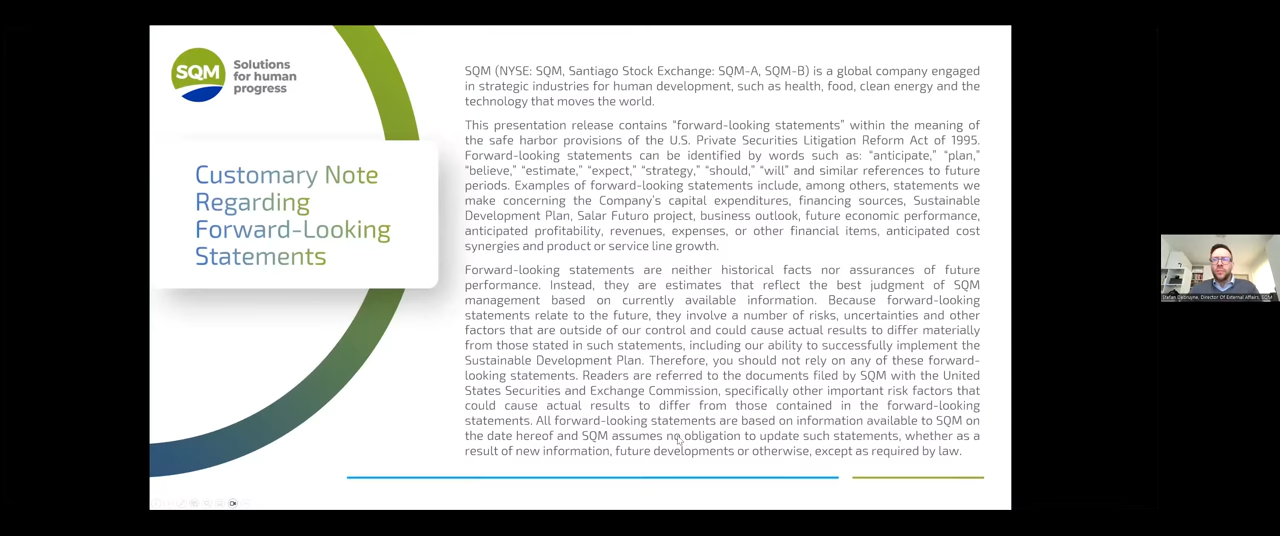 SQM
Solutions
for human
progress
Customary Note
Regarding
Forward-Looking
Statements
SQM (NYSE: SQM, Santiago Stock Exchange: SQM-A, SQM-B) is a global company engaged
in strategic industries for human development, such as health, food, clean energy and the
technology that moves the world.
This presentation release contains “forward-looking statements” within the meaning of
the safe harbor provisions of the U.S. Private Securities Litigation Reform Act of 1995.
Forward-looking statements can be identified by words such as: “anticipate,” “plan,”
“believe,” “estimate,” “expect,” “strategy,” “should,” “will” and similar references to future
periods. Examples of forward-looking statements include, among others, statements we
make concerning the Company’s capital expenditures, financing sources, Sustainable
Development Plan, Salar Futuro project, business outlook, future economic performance,
anticipated profitability, revenues, expenses, or other financial items, anticipated cost
synergies and product or service line growth.
Forward-looking statements are neither historical facts nor assurances of future
performance. Instead, they are estimates that reflect the best judgment of SQM
management based on currently available information. Because forward-looking
statements relate to the future, they involve a number of risks, uncertainties and other
factors that are outside of our control and could cause actual results to differ materially
from those stated in such statements, including our ability to successfully implement the
Sustainable Development Plan. Therefore, you should not rely on any of these forward-
looking statements. Readers are referred to the documents filed by SQM with the United
States Securities and Exchange Commission, specifically other important risk factors that
could cause actual results to differ from those contained in the forward-looking
statements. All forward-looking statements are based on information available to SQM on
the date hereof and SQM assumes no obligation to update such statements, whether as a
result of new information, future developments or otherwise, except as required by law.
Stefan Debruyne, Director Of External Affairs, SQM